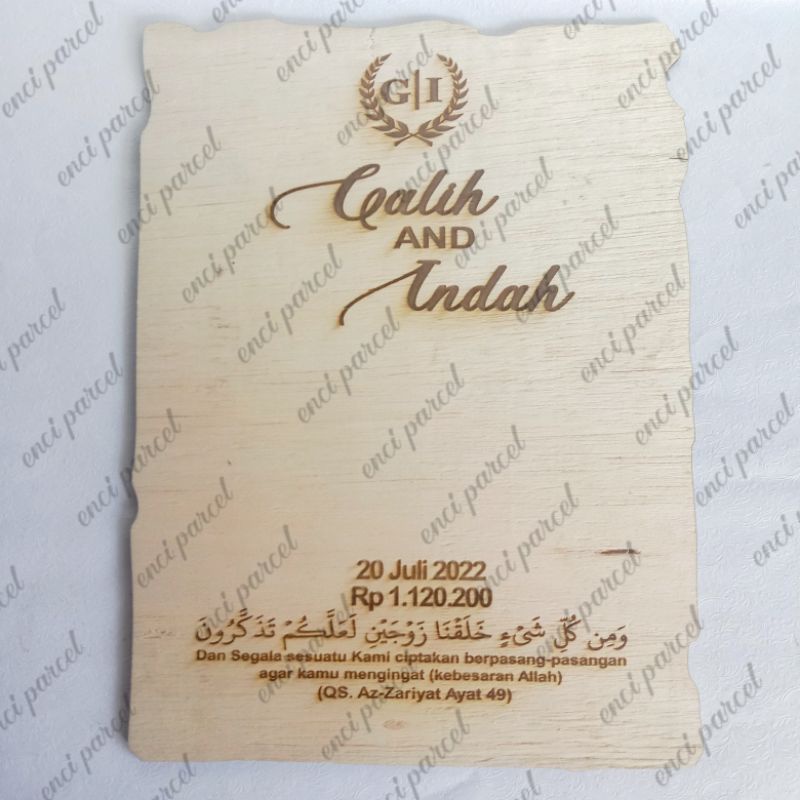 G|I
Galih
AND
Indah
20 Juli 2022
Rp 1.120.200
وَمِن كُلِّ شَيْءٍ خَلَقْنَا زَوْجَيْنِ لَعَلَّكُمْ تَذَكَّرُونَ
Dan Segala sesuatu Kami ciptakan berpasang-pasangan
agar kamu mengingat (kebesaran Allah)
(QS. Az-Zariyat Ayat 49)
enci parcel